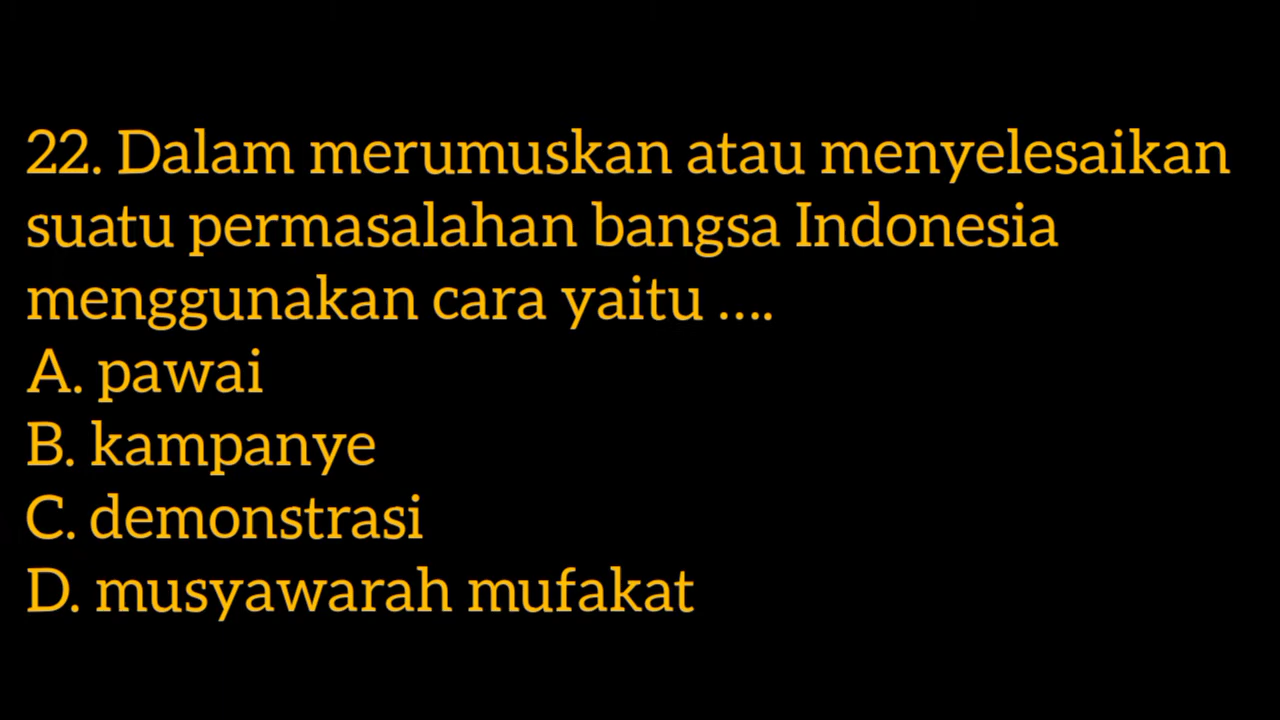 22. Dalam merumuskan atau menyelesaikan
suatu permasalahan bangsa Indonesia
menggunakan cara yaitu ....
A. pawai
B. kampanye
C. demonstrasi
D. musyawarah mufakat